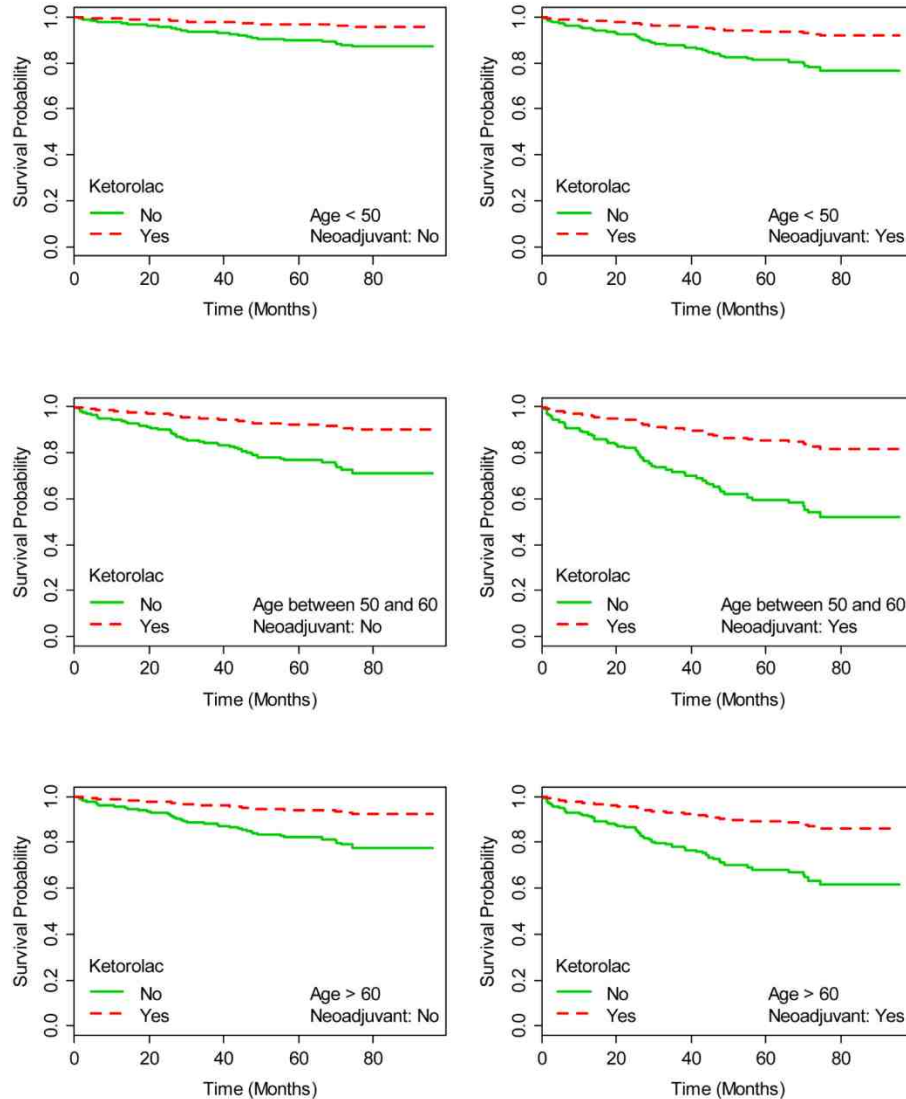 1.0
0.8
0.6
0.4
0.2
0.0
Survival Probability
Ketorolac
No
Yes
Age < 50
Neoadjuvant: No
0 20 40 60 80
Time (Months)
1.0
0.8
0.6
0.4
0.2
0.0
Survival Probability
Ketorolac
No
Yes
Age < 50
Neoadjuvant: Yes
0 20 40 60 80
Time (Months)
1.0
0.8
0.6
0.4
0.2
0.0
Survival Probability
Ketorolac
No
Yes
Age between 50 and 60
Neoadjuvant: No
0 20 40 60 80
Time (Months)
1.0
0.8
0.6
0.4
0.2
0.0
Survival Probability
Ketorolac
No
Yes
Age between 50 and 60
Neoadjuvant: Yes
0 20 40 60 80
Time (Months)
1.0
0.8
0.6
0.4
0.2
0.0
Survival Probability
Ketorolac
No
Yes
Age > 60
Neoadjuvant: No
0 20 40 60 80
Time (Months)
1.0
0.8
0.6
0.4
0.2
0.0
Survival Probability
Ketorolac
No
Yes
Age > 60
Neoadjuvant: Yes
0 20 40 60 80
Time (Months)